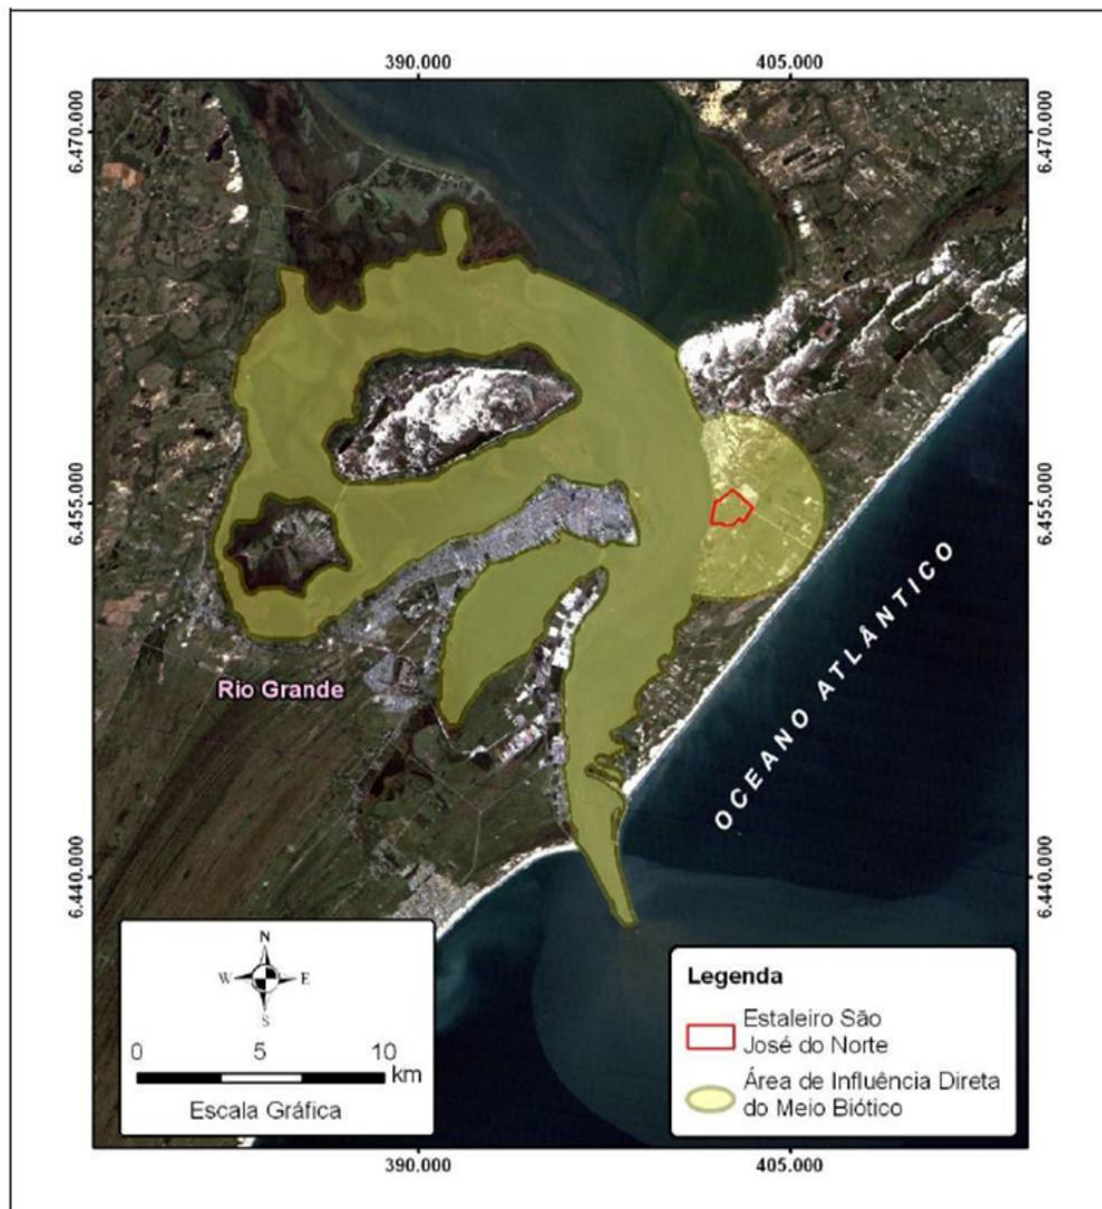 390.000
405.000
6.470.000
6.470.000
6.455.000
6.455.000
Rio Grande
OCEANO ATLÂNTICO
6.440.000
6.440.000
N
W
E
S
0
5
10
km
Escala Gráfica
Legenda
Estaleiro São
José do Norte
Área de Influência Direta
do Meio Biótico
390.000
405.000